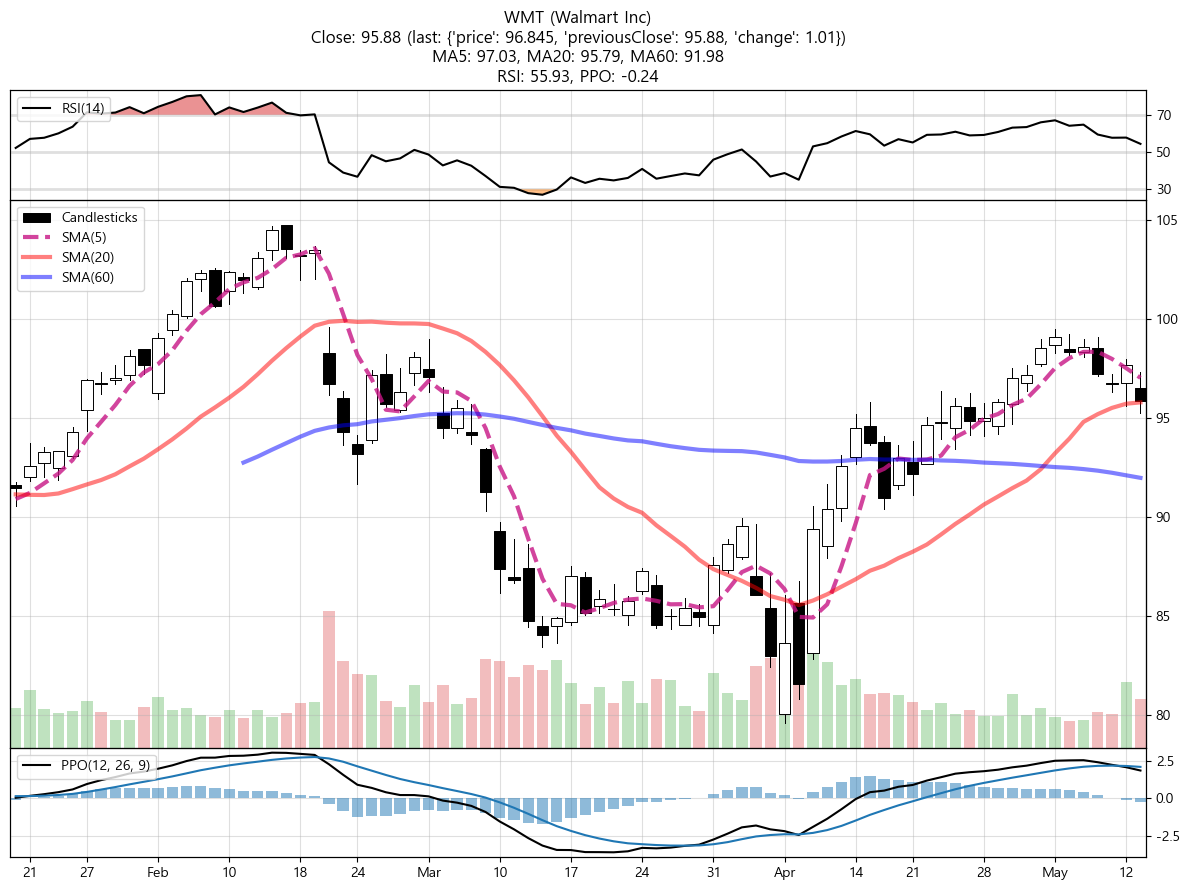 WMT (Walmart Inc)
Close: 95.88 (last: {'price': 96.845, 'previousClose': 95.88, 'change': 1.01})
MA5: 97.03, MA20: 95.79, MA60: 91.98
RSI: 55.93, PPO: -0.24
RSI(14)
70
50
30
Candlesticks
SMA(5)
SMA(20)
SMA(60)
105
100
95
90
85
80
PPO(12, 26, 9)
2.5
0.0
-2.5
21 27 Feb 10 18 24 Mar 10 17 24 31 Apr 14 21 28 May 12